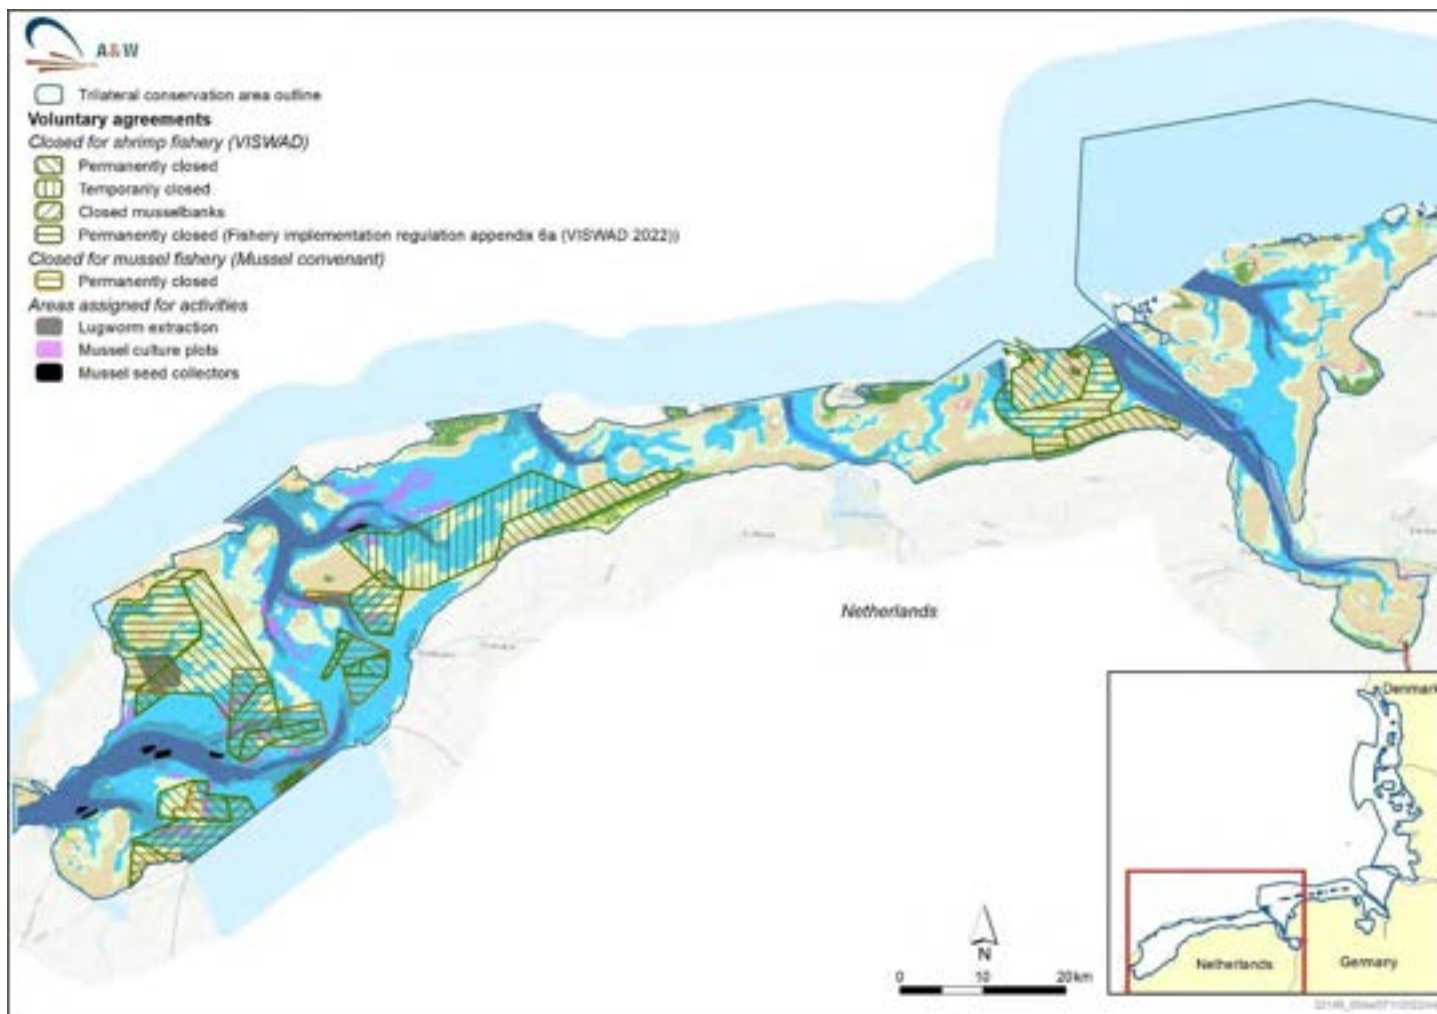 A&W
Trilateral conservation area outline
Voluntary agreements
Closed for shrimp fishery (VISWAD)
Permanently closed
Temporarily closed
Closed musselbanks
Permanently closed (Fishery implementation regulation appendix 6a (VISWAD 2022))
Closed for mussel fishery (Mussel convenant)
Permanently closed
Areas assigned for activities
Lugworm extraction
Mussel culture plots
Mussel seed collectors
Netherlands
Denmark
N
0 10 20 km
Netherlands
Germany